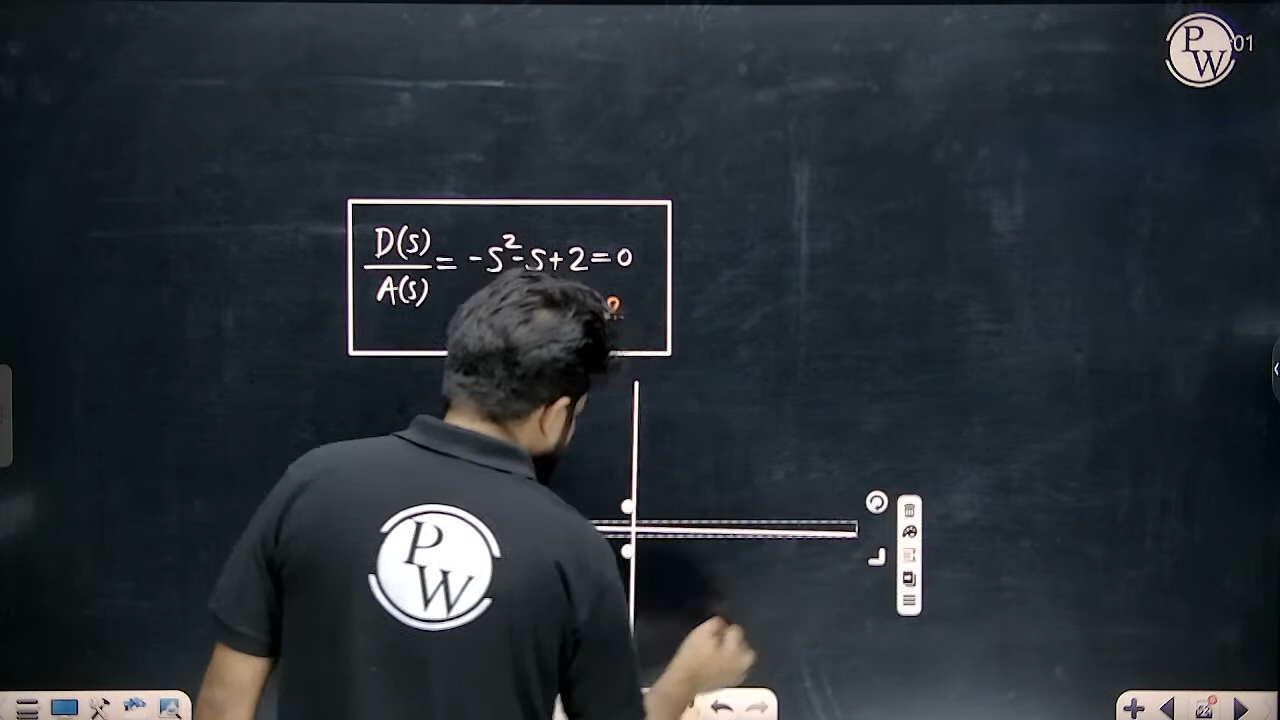 PW
01
D(s)/A(s) = -s²-s+2=0
?
PW